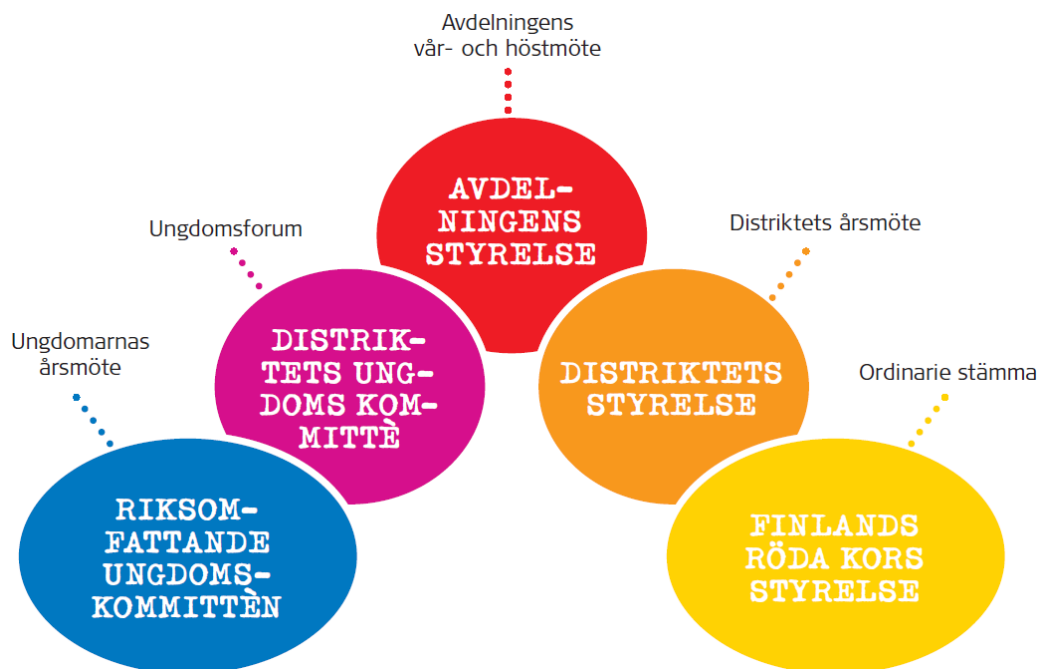 Avdelningens
vår- och höstmöte
AVDEL-
NINGENS
STYRELSE
Ungdomsforum
DISTRIK-
TETS UNG-
DOMS KOM-
MITTÈ
Distriktets årsmöte
DISTRIKTETS
STYRELSE
Ungdomarnas
årsmöte
RIKSOM-
FATTANDE
UNGDOMS-
KOMMITTÈN
Ordinarie stämma
FINLANDS
RÖDA KORS
STYRELSE